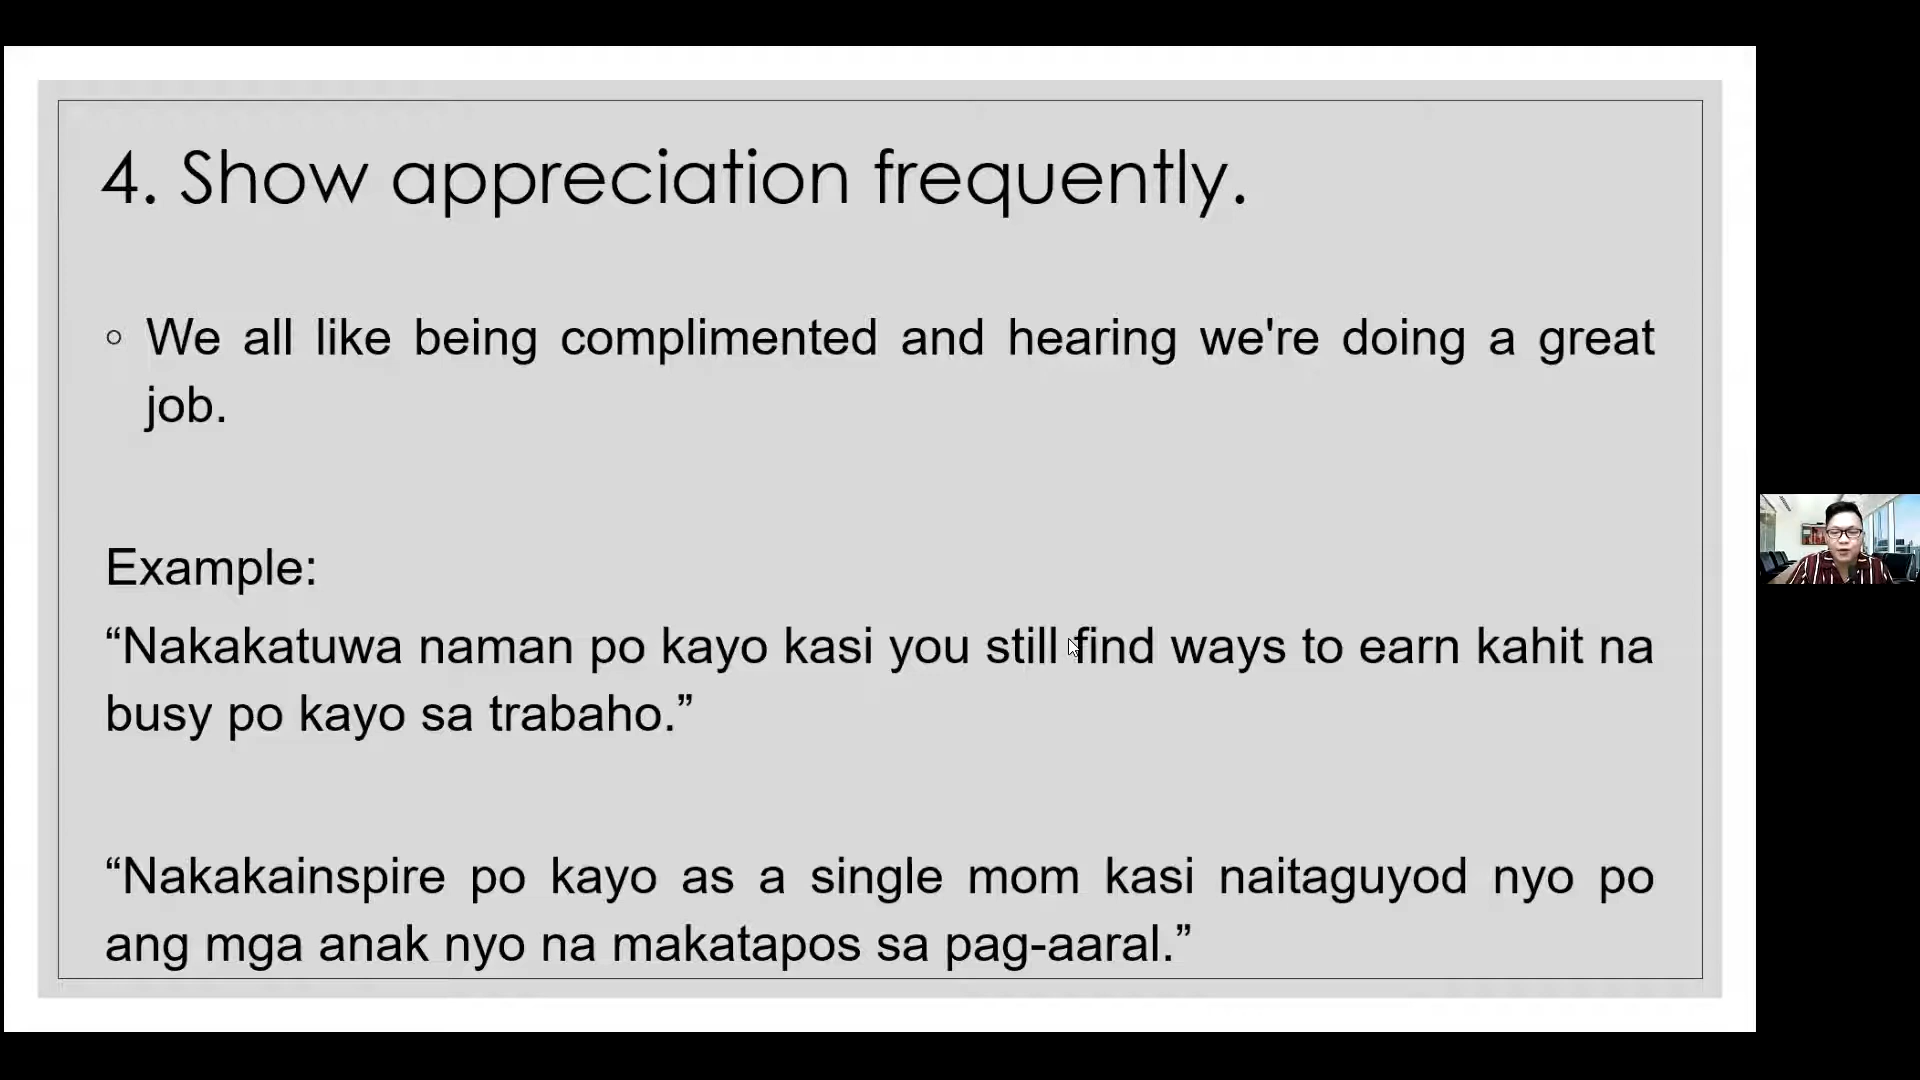 4. Show appreciation frequently.
◦ We all like being complimented and hearing we're doing a great
job.
Example:
“Nakakatuwa naman po kayo kasi you still find ways to earn kahit na
busy po kayo sa trabaho.”
“Nakakainspire po kayo as a single mom kasi naitaguyod nyo po
ang mga anak nyo na makatapos sa pag-aaral.”